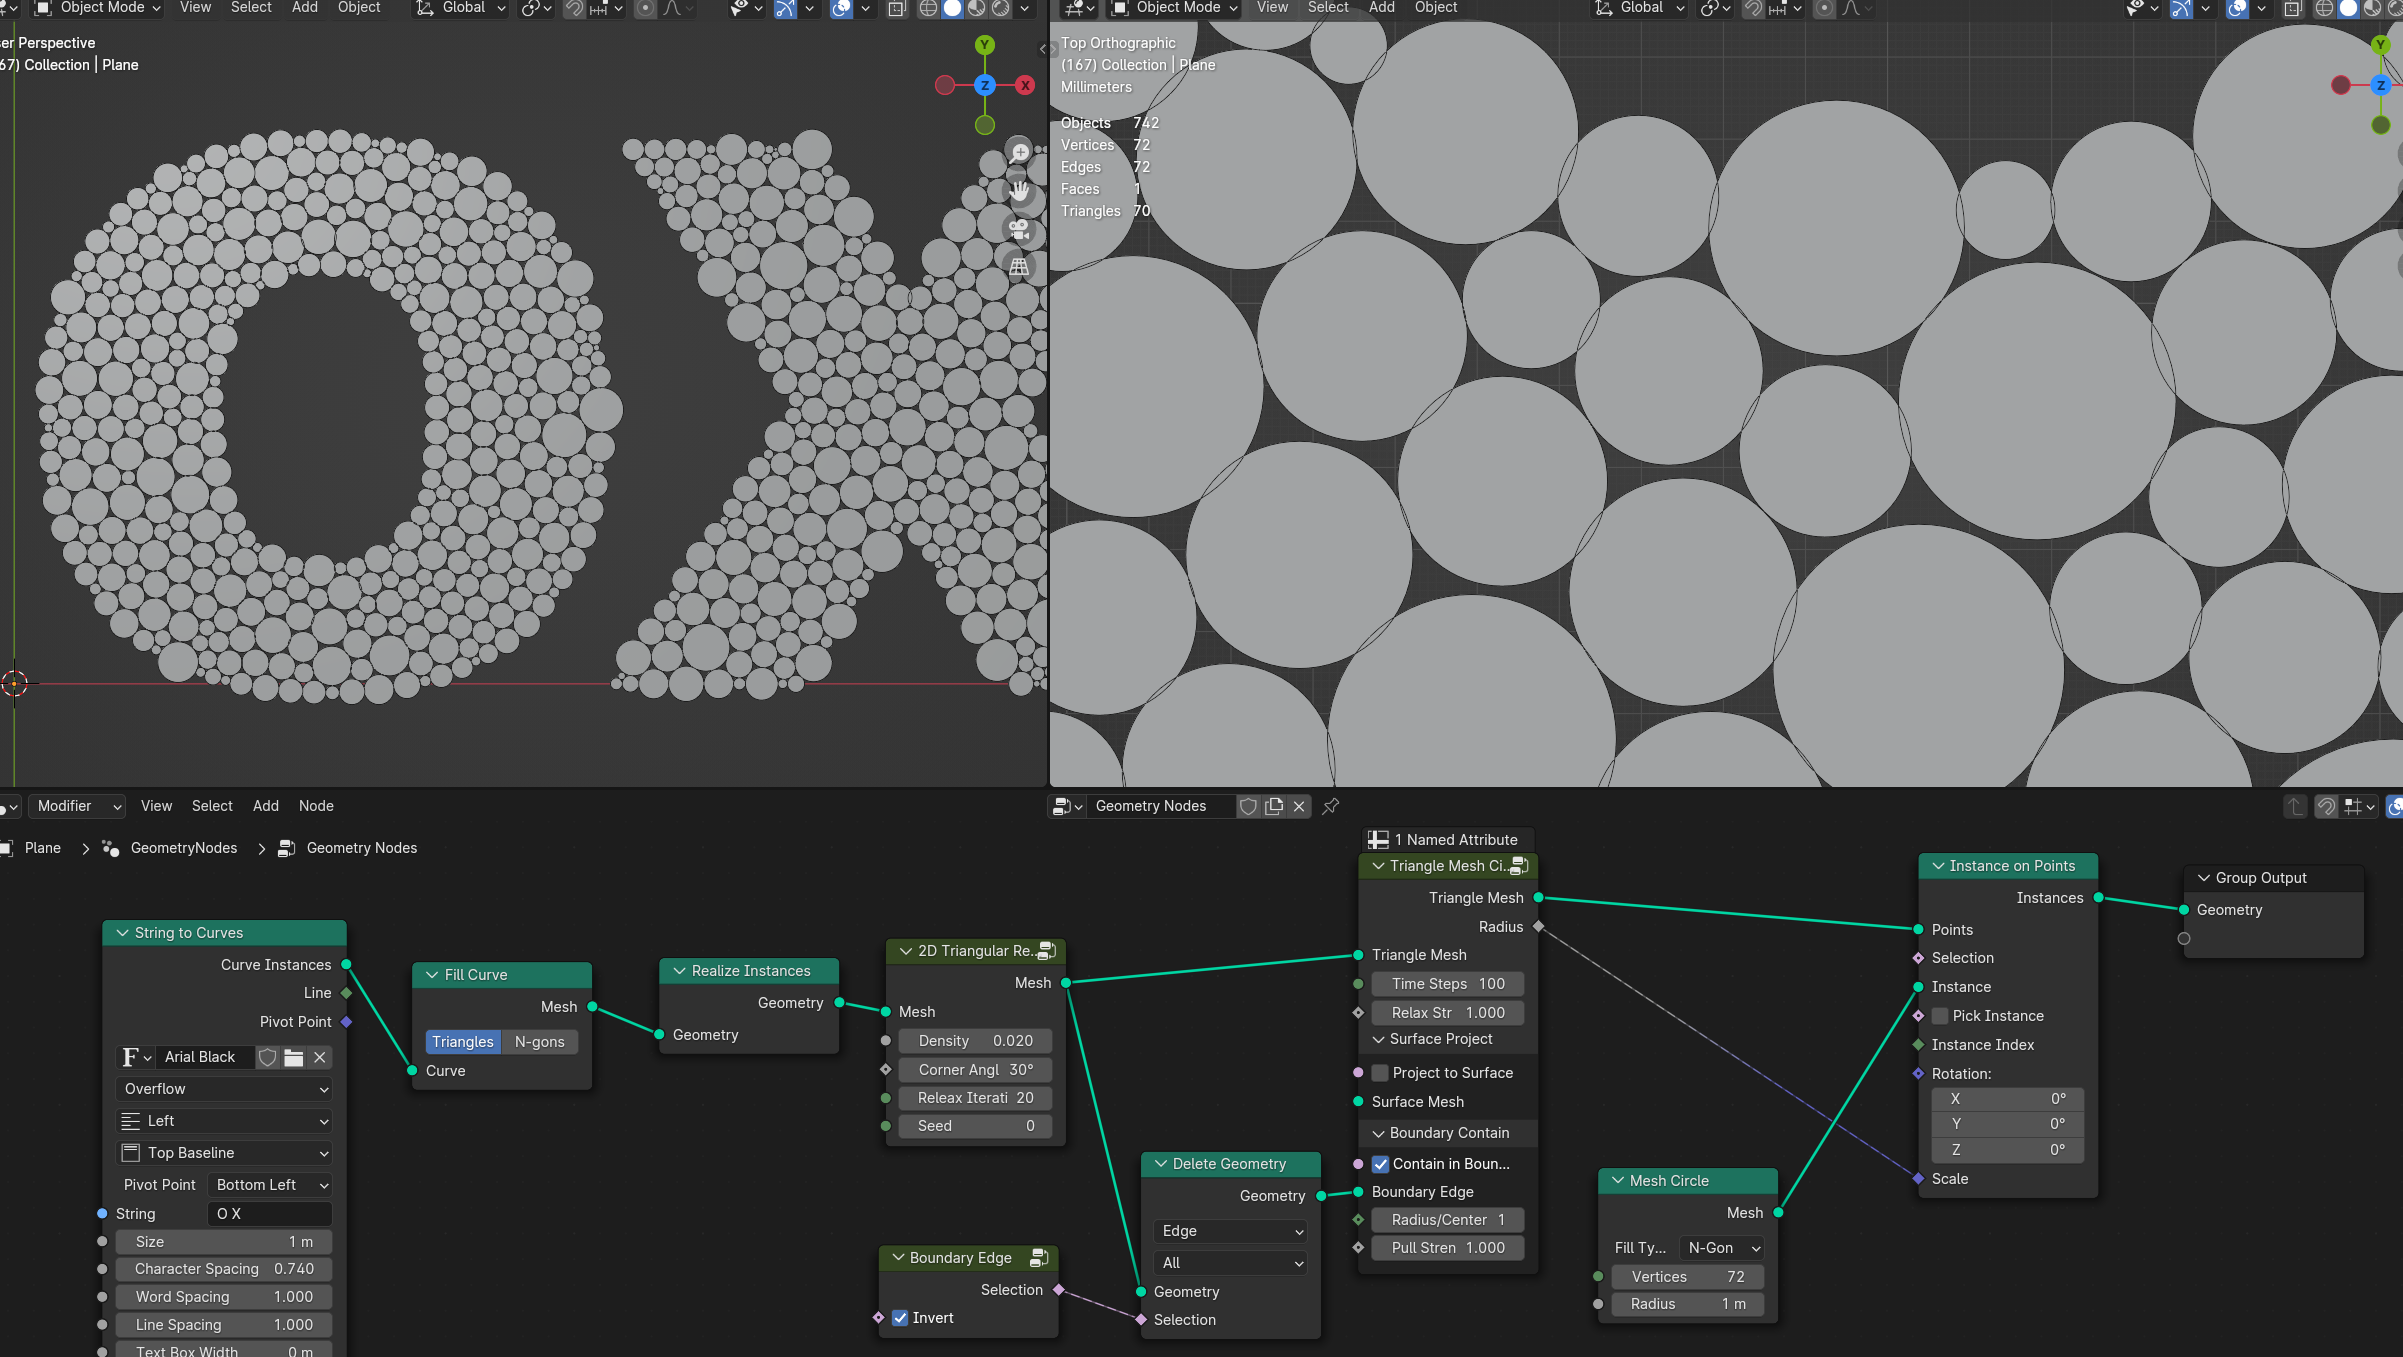 Object Mode View Select Add Object Global
Object Mode View Select Add Object Global
er Perspective
67) Collection | Plane
Y
Z
X
Top Orthographic
(167) Collection | Plane
Millimeters
Objects 742
Vertices 72
Edges 72
Faces 1
Triangles 70
Y
Z
Modifier View Select Add Node
Geometry Nodes
Plane > GeometryNodes > Geometry Nodes
String to Curves
Curve Instances
Line
Pivot Point
F Arial Black
Overflow
Left
Top Baseline
Pivot Point Bottom Left
String O X
Size 1 m
Character Spacing 0.740
Word Spacing 1.000
Line Spacing 1.000
Text Box Width 0 m
Fill Curve
Mesh
Triangles N-gons
Curve
Realize Instances
Geometry
Geometry
2D Triangular Re..
Mesh
Mesh
Density 0.020
Corner Angl 30°
Releax Iterati 20
Seed 0
Boundary Edge
Selection
Invert
Delete Geometry
Geometry
Edge
All
Geometry
Selection
1 Named Attribute
Triangle Mesh Ci..
Triangle Mesh
Radius
Triangle Mesh
Time Steps 100
Relax Str 1.000
Surface Project
Project to Surface
Surface Mesh
Boundary Contain
Contain in Boun...
Boundary Edge
Radius/Center 1
Pull Stren 1.000
Mesh Circle
Mesh
Fill Ty... N-Gon
Vertices 72
Radius 1 m
Instance on Points
Instances
Points
Selection
Instance
Pick Instance
Instance Index
Rotation:
X 0°
Y 0°
Z 0°
Scale
Group Output
Geometry